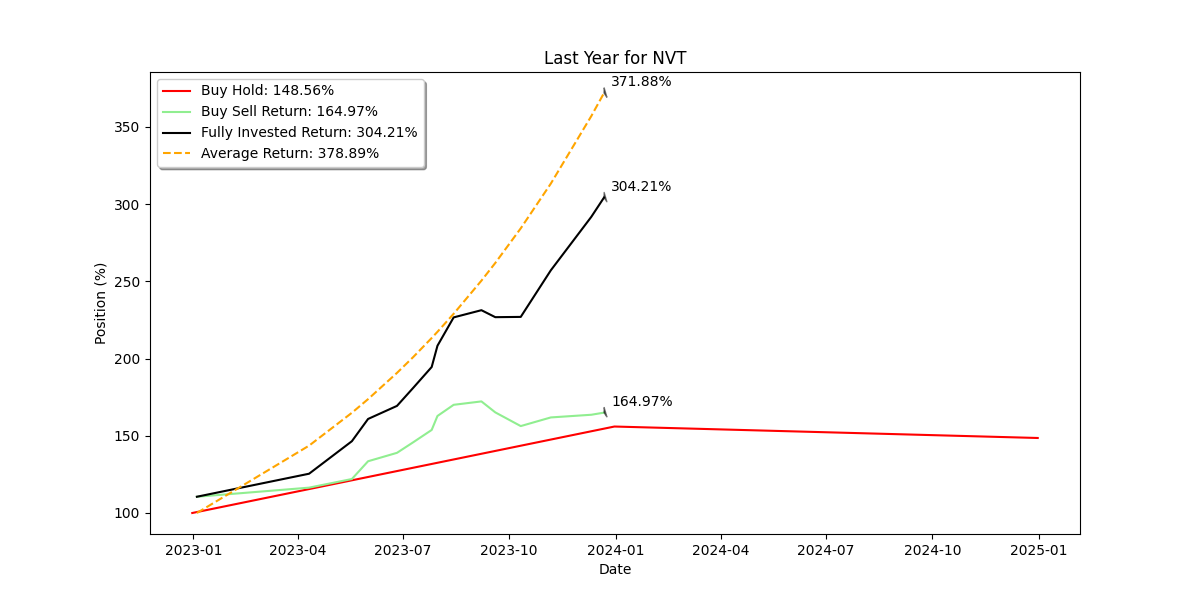 Last Year for NVT
Buy Hold: 148.56%
Buy Sell Return: 164.97%
Fully Invested Return: 304.21%
Average Return: 378.89%
371.88%
304.21%
164.97%
Position (%)
350
300
250
200
150
100
2023-01 2023-04 2023-07 2023-10 2024-01 2024-04 2024-07 2024-10 2025-01
Date